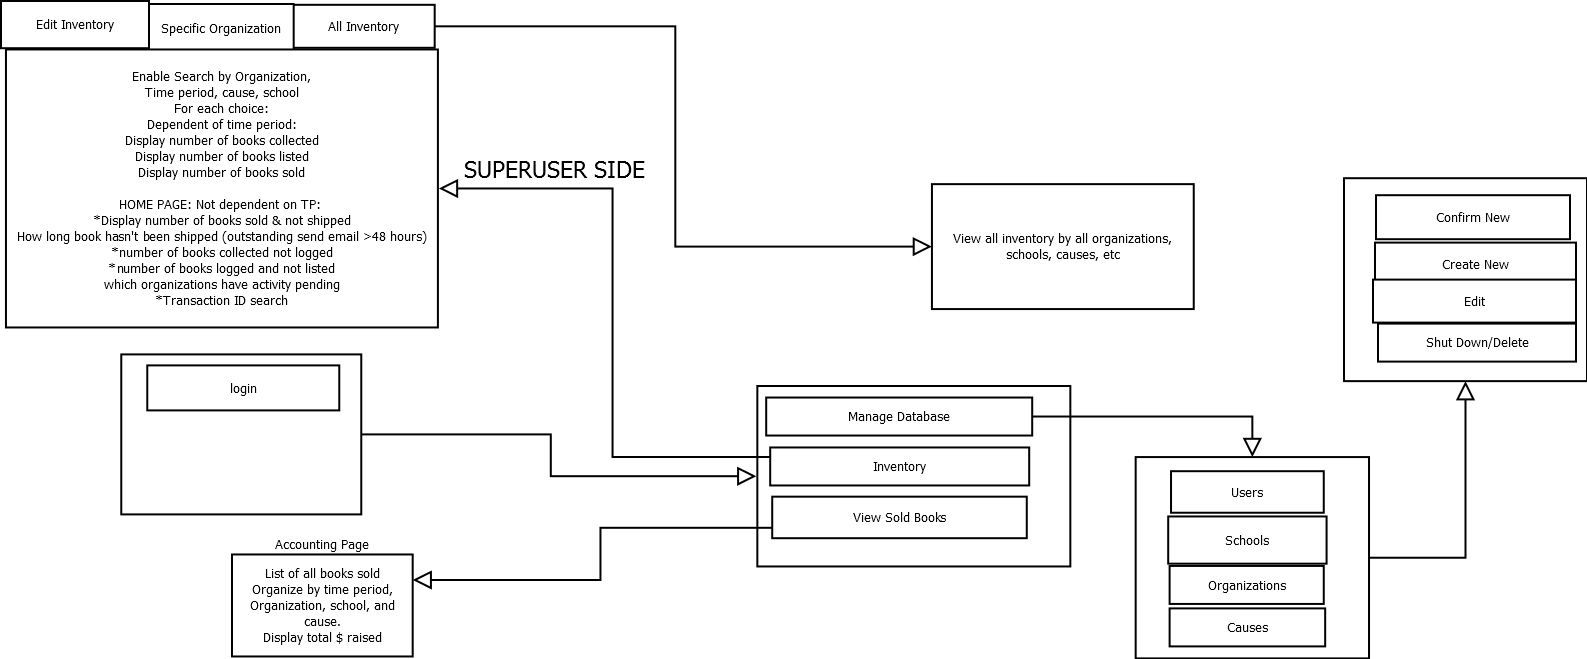 Edit Inventory
Specific Organization
All Inventory
Enable Search by Organization,
Time period, cause, school
For each choice:
Dependent of time period:
Display number of books collected
Display number of books listed
Display number of books sold
HOME PAGE: Not dependent on TP:
*Display number of books sold & not shipped
How long book hasn't been shipped (outstanding send email >48 hours)
*number of books collected not logged
*number of books logged and not listed
which organizations have activity pending
*Transaction ID search
SUPERUSER SIDE
View all inventory by all organizations,
schools, causes, etc
Confirm New
Create New
Edit
Shut Down/Delete
login
Manage Database
Inventory
View Sold Books
Users
Schools
Organizations
Causes
Accounting Page
List of all books sold
Organize by time period,
Organization, school, and
cause.
Display total $ raised